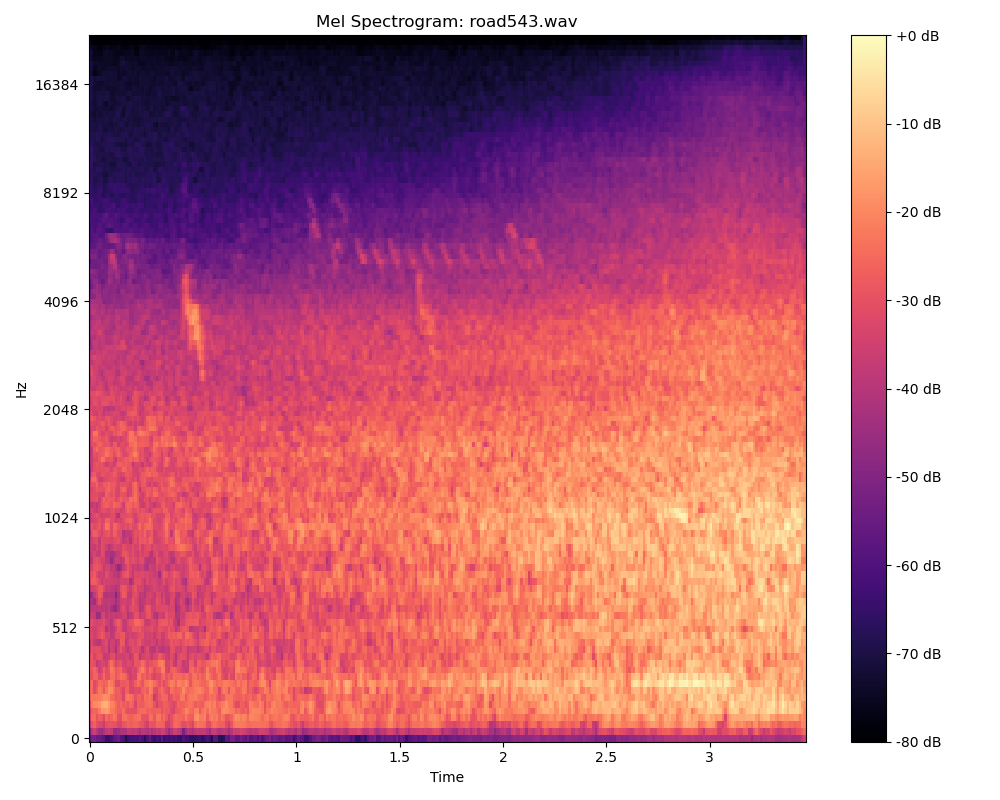 Mel Spectrogram: road543.wav
Hz
16384
8192
4096
2048
1024
512
0
0 0.5 1 1.5 2 2.5 3
Time
+0 dB
-10 dB
-20 dB
-30 dB
-40 dB
-50 dB
-60 dB
-70 dB
-80 dB